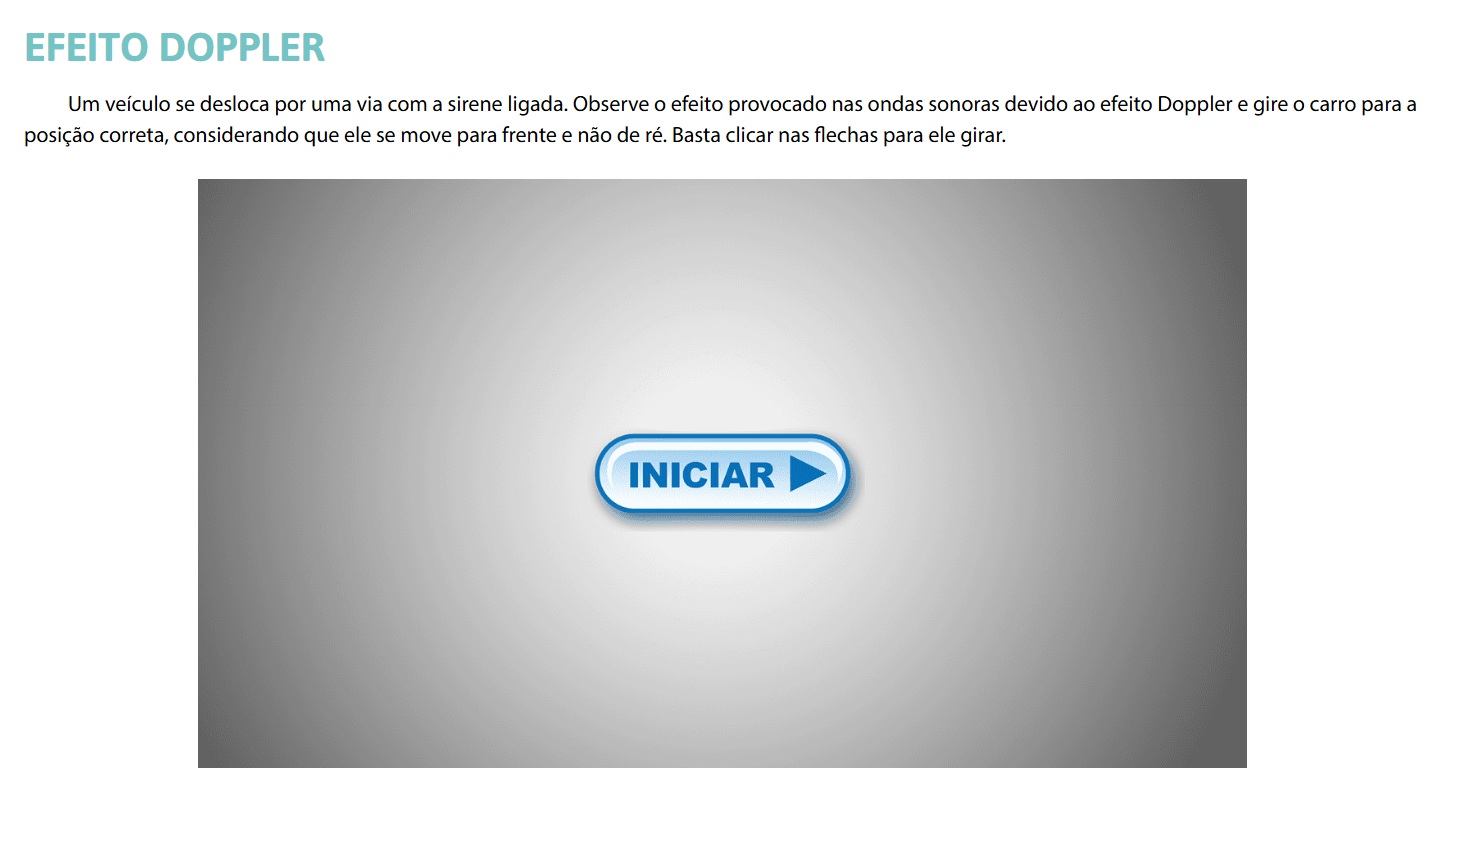 EFEITO DOPPLER
Um veículo se desloca por uma via com a sirene ligada. Observe o efeito provocado nas ondas sonoras devido ao efeito Doppler e gire o carro para a
posição correta, considerando que ele se move para frente e não de ré. Basta clicar nas flechas para ele girar.
INICIAR